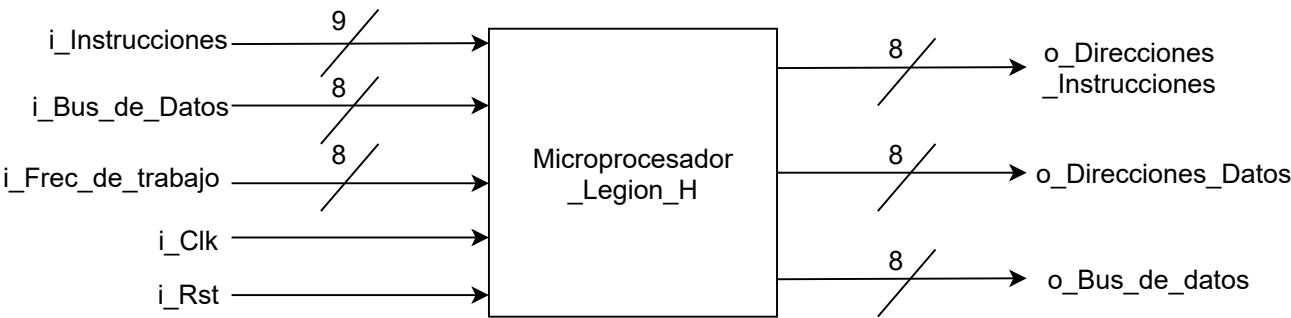 i_Instrucciones
9
i_Bus_de_Datos
8
i_Frec_de_trabajo
8
i_Clk
i_Rst
Microprocesador
_Legion_H
8
o_Direcciones
_Instrucciones
8
o_Direcciones_Datos
8
o_Bus_de_datos